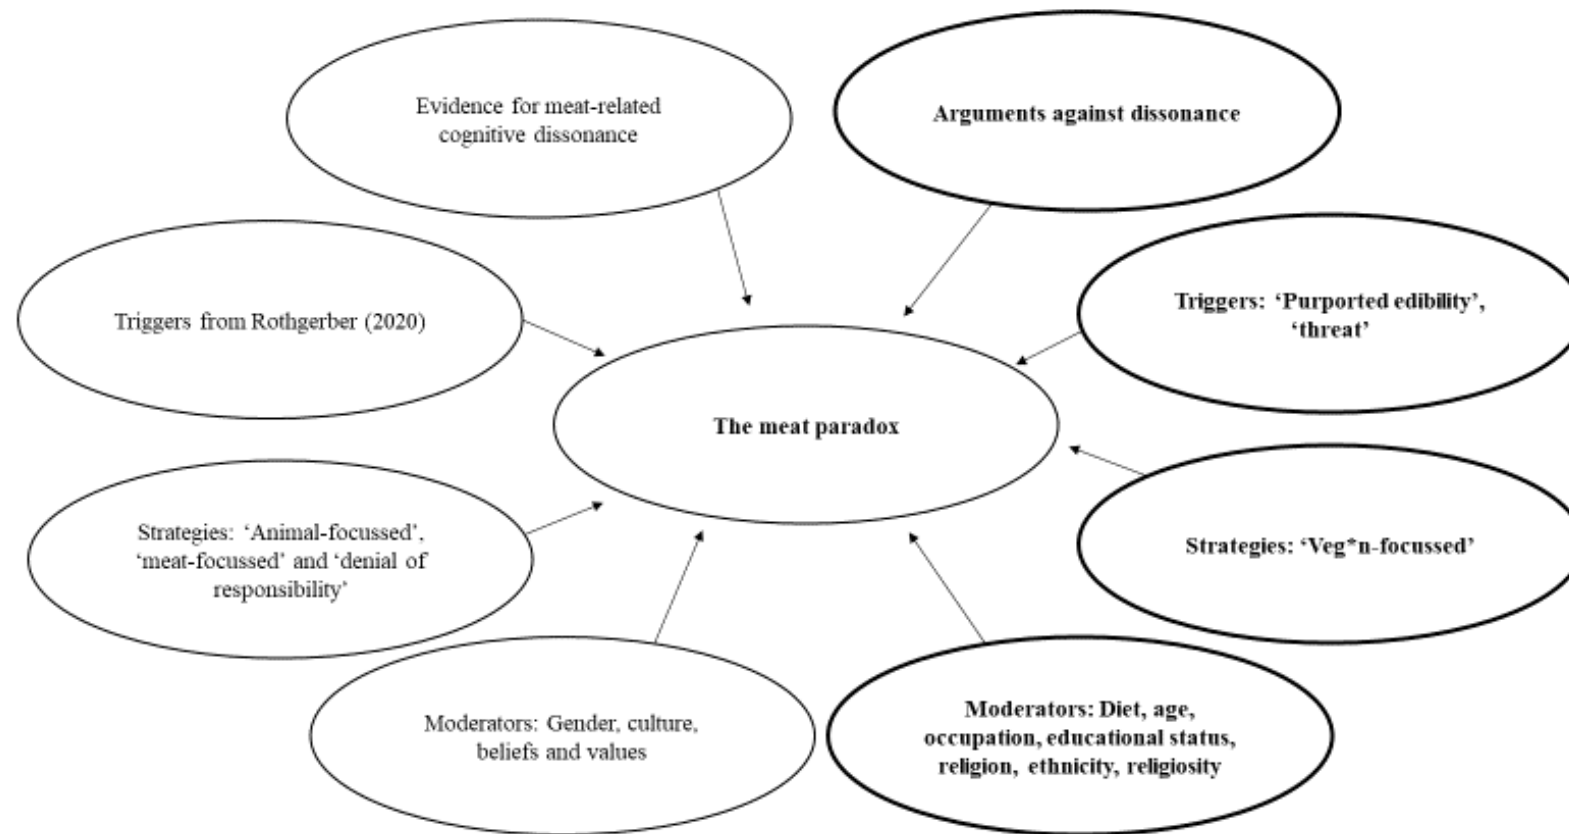 Evidence for meat-related
cognitive dissonance
Arguments against dissonance
Triggers from Rothgerber (2020)
Triggers: ‘Purported edibility’,
‘threat’
The meat paradox
Strategies: ‘Animal-focussed’,
‘meat-focussed’ and ‘denial of
responsibility’
Strategies: ‘Veg*n-focussed’
Moderators: Gender, culture,
beliefs and values
Moderators: Diet, age,
occupation, educational status,
religion, ethnicity, religiosity